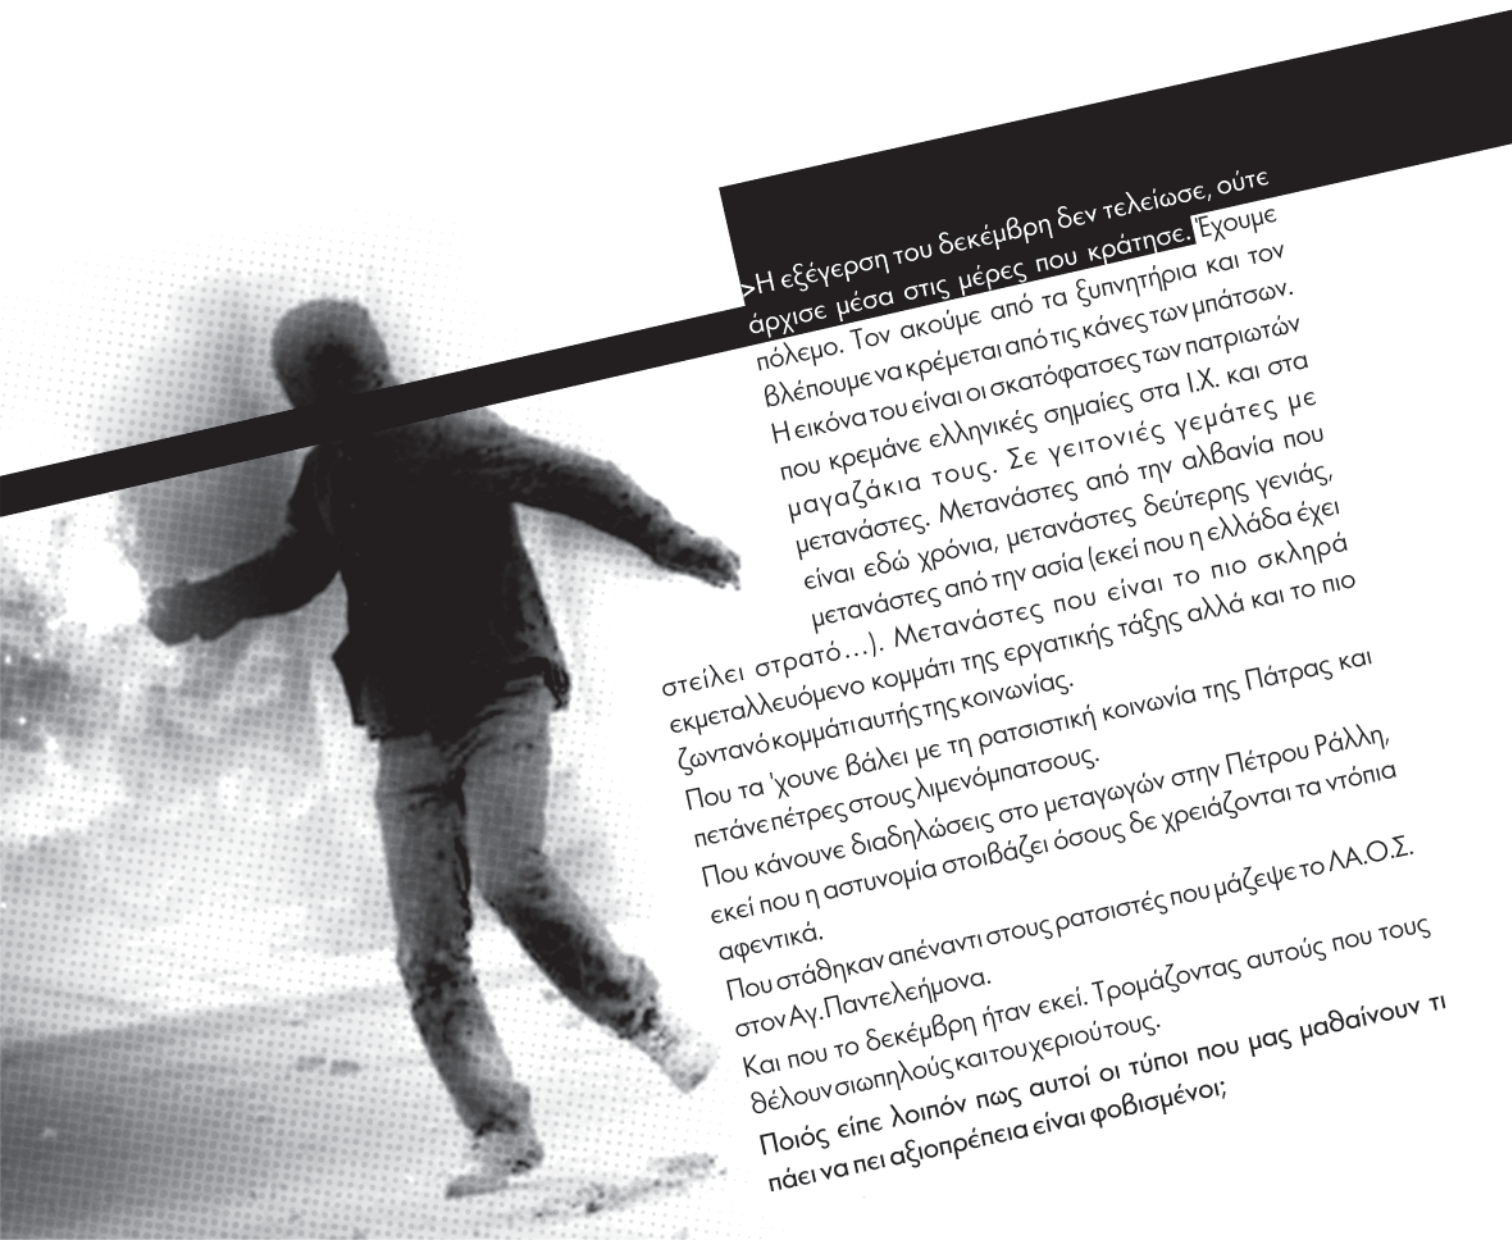 >Η εξέγερση του δεκέμβρη δεν τελείωσε, ούτε
άρχισε μέσα στις μέρες που κράτησε. Έχουμε
πόλεμο. Τον ακούμε από τα ξυπνητήρια και τον
βλέπουμε να κρέμεται από τις κάνες των μπάτσων.
Η εικόνα του είναι οι σκατόφατσες των πατριωτών
που κρεμάνε ελληνικές σημαίες στα Ι.Χ. και στα
μαγαζάκια τους. Σε γειτονιές γεμάτες με
μετανάστες. Μετανάστες από την αλβανία που
είναι εδώ χρόνια, μετανάστες δεύτερης γενιάς,
μετανάστες από την ασία (εκεί που η ελλάδα έχει
στείλει στρατό...). Μετανάστες που είναι το πιο σκληρά
εκμεταλλευόμενο κομμάτι της εργατικής τάξης αλλά και το πιο
ζωντανό κομμάτι αυτής της κοινωνίας.
Που τα 'χουνε βάλει με τη ρατσιστική κοινωνία της Πάτρας και
πετάνε πέτρες στους λιμενόμπατσους.
Που κάνουνε διαδηλώσεις στο μεταγωγών στην Πέτρου Ράλλη,
εκεί που η αστυνομία στοιβάζει όσους δε χρειάζονται τα ντόπια
αφεντικά.
Που στάθηκαν απέναντι στους ρατσιστές που μάζεψε το ΛΑ.Ο.Σ.
στον Αγ. Παντελεήμονα.
Και που το δεκέμβρη ήταν εκεί. Τρομάζοντας αυτούς που τους
θέλουν σιωπηλούς και του χεριού τους.
Ποιός είπε λοιπόν πως αυτοί οι τύποι που μας μαθαίνουν τι
πάει να πει αξιοπρέπεια είναι φοβισμένοι;